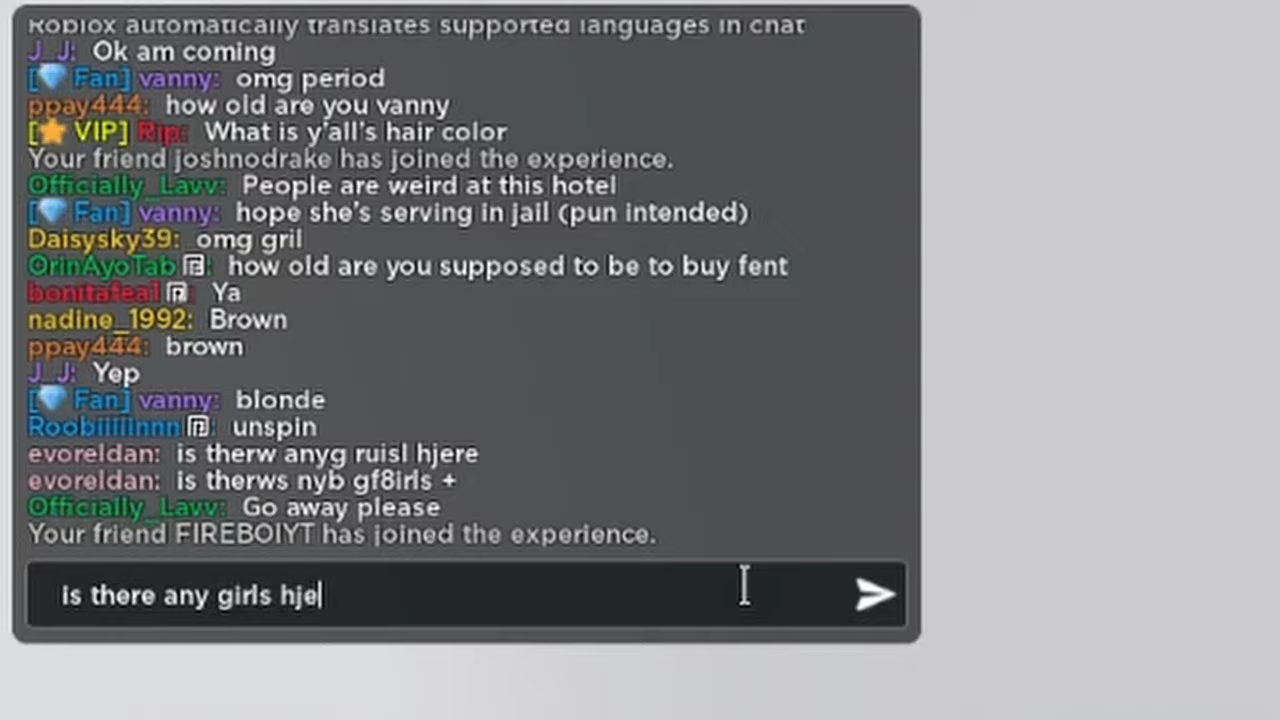 Roblox automatically translates supported languages in chat
J_J: Ok am coming
[💎 Fan] vanny: omg period
ppay444: how old are you vanny
[⭐ VIP] Rip: What is y'all's hair color
Your friend joshnodrake has joined the experience.
Officially_Lavv: People are weird at this hotel
[💎 Fan] vanny: hope she's serving in jail (pun intended)
Daisysky39: omg gril
OrinAyoTab: how old are you supposed to be to buy fent
bonitafea1: Ya
nadine_1992: Brown
ppay444: brown
J_J: Yep
[💎 Fan] vanny: blonde
Roobiiiiinnn: unspin
evoreldan: is therw anyg ruisl hjere
evoreldan: is therws nyb gf8irls +
Officially_Lavv: Go away please
Your friend FIREBOIYT has joined the experience.
is there any girls hje